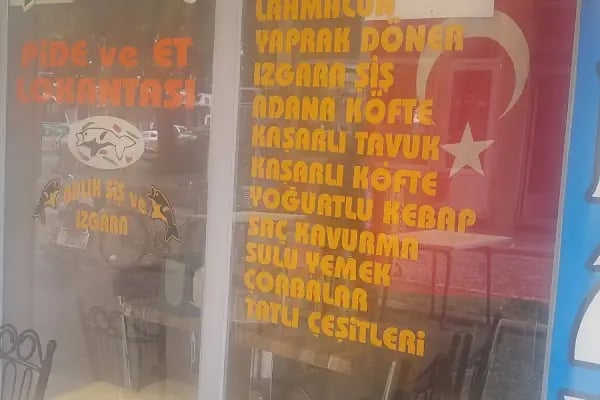 PİDE ve ET
LOKANTASI
BALIK ŞİŞ ve
IZGARA
LAHMACUN
YAPRAK DÖNER
IZGARA ŞİŞ
ADANA KÖFTE
KAŞARLI TAVUK
KAŞARLI KÖFTE
YOĞURTLU KEBAP
SAÇ KAVURMA
SULU YEMEK
ÇORBALAR
TATLI ÇEŞİTLERİ